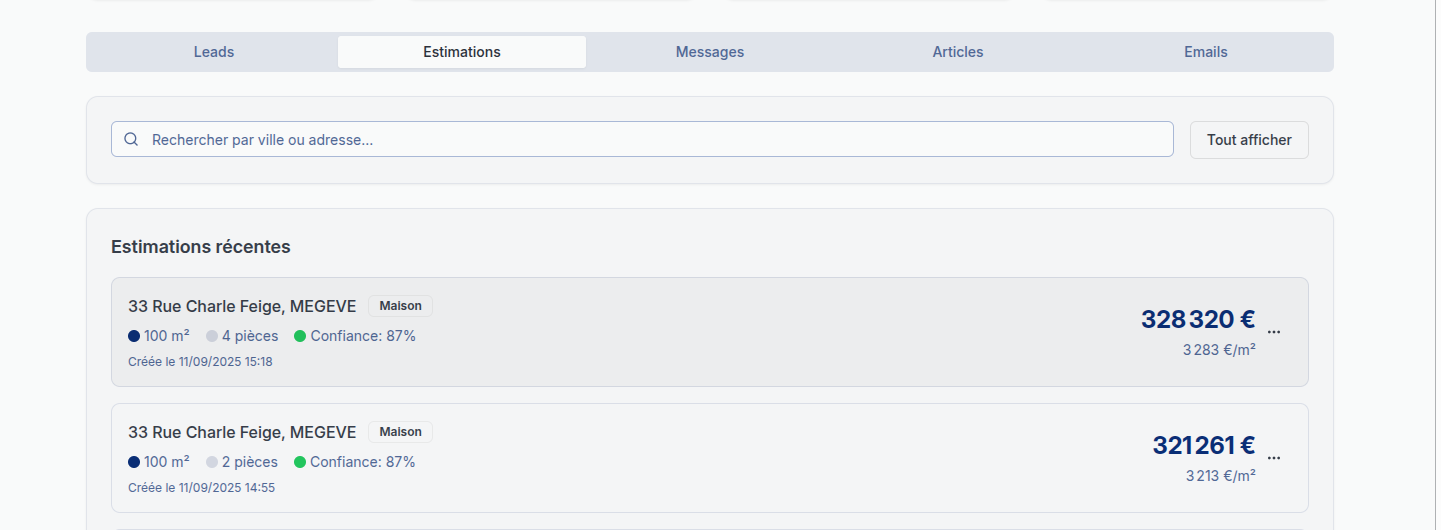 Leads Estimations Messages Articles Emails
Rechercher par ville ou adresse... Tout afficher
Estimations récentes
33 Rue Charle Feige, MEGEVE Maison
328 320 € ...
100 m² 4 pièces Confiance: 87%
3 283 €/m²
Créée le 11/09/2025 15:18
33 Rue Charle Feige, MEGEVE Maison
321 261 € ...
100 m² 2 pièces Confiance: 87%
3 213 €/m²
Créée le 11/09/2025 14:55